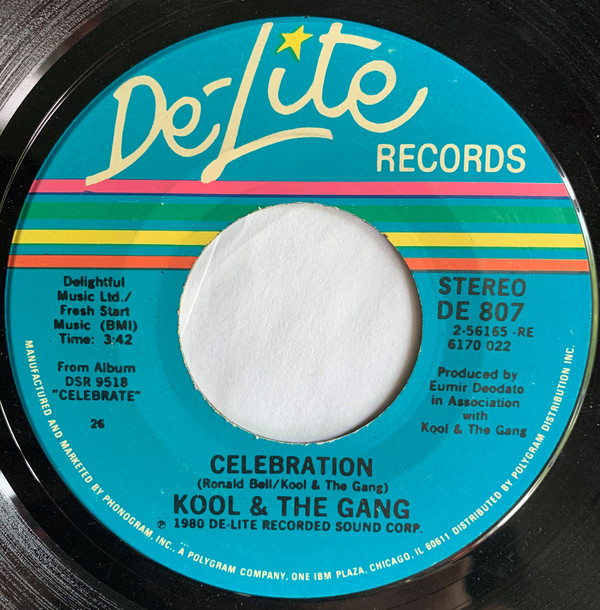 De-Lite
RECORDS
Delightful
Music Ltd./
Fresh Start
Music (BMI)
Time: 3:42
From Album
DSR 9518
"CELEBRATE"
26
STEREO
DE 807
2-56165 -RE
6170 022
Produced by
Eumir Deodato
in Association
with
Kool & The Gang
CELEBRATION
(Ronald Bell/Kool & The Gang)
KOOL & THE GANG
℗ 1980 DE-LITE RECORDED SOUND CORP.
MANUFACTURED AND MARKETED BY PHONOGRAM, INC., A POLYGRAM COMPANY, ONE IBM PLAZA, CHICAGO, IL 60611 DISTRIBUTED BY POLYGRAM DISTRIBUTION INC.